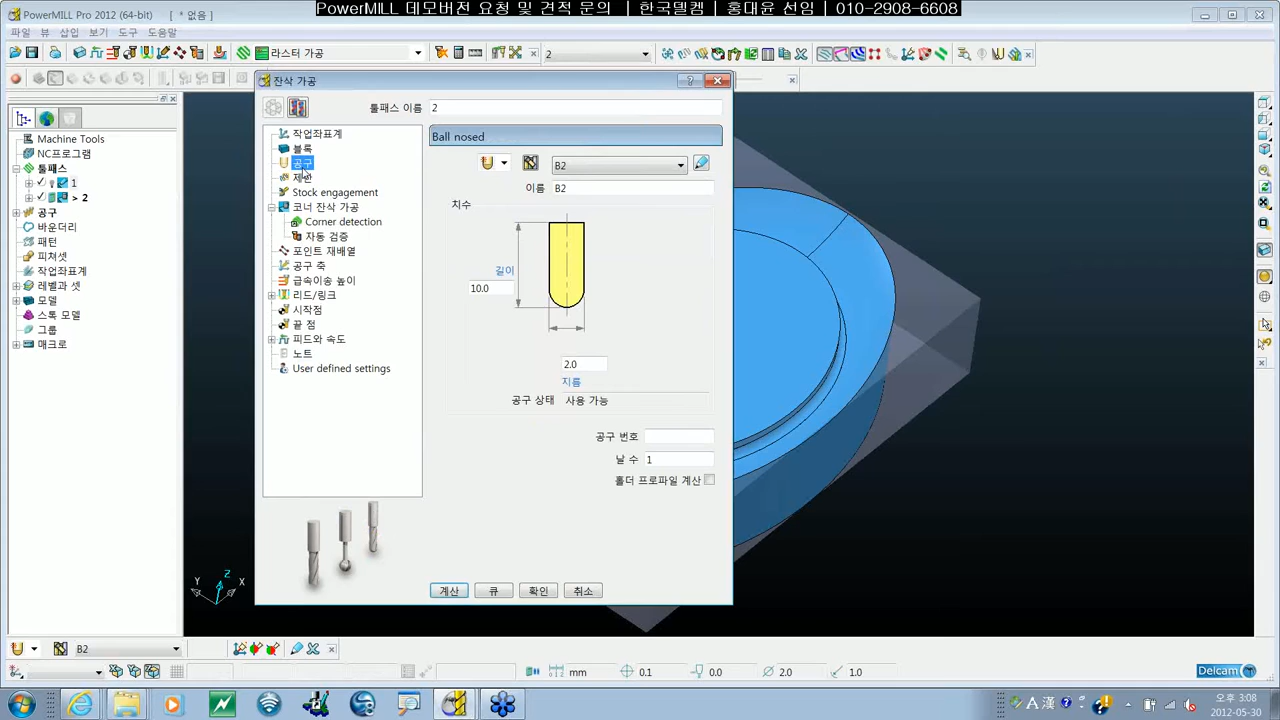 PowerMILL 데모버전 요청 및 견적 문의 | 한국델켐 | 홍대윤 선임 | 010-2908-6608
PowerMILL Pro 2012 (64-bit) [ * 없음 ]
파일 뷰 삽입 보기 도구 도움말
라스터 가공
2
잔삭 가공
툴패스 이름 2
Machine Tools
NC프로그램
툴패스
1
> 2
공구
바운더리
패턴
피쳐셋
작업좌표계
레벨과 셋
모델
스톡 모델
그룹
매크로
작업좌표계
블록
공구
제한
Stock engagement
코너 잔삭 가공
Corner detection
자동 검증
포인트 재배열
공구 축
급속이송 높이
리드/링크
시작점
끝 점
피드와 속도
노트
User defined settings
Ball nosed
B2
이름 B2
치수
길이
10.0
2.0
지름
공구 상태 사용 가능
공구 번호
날 수 1
홀더 프로파일 계산
계산 큐 확인 취소
Z
Y X
B2
mm 0.1 0.0 2.0 1.0
Delcam
A 漢
오후 3:08
2012-05-30